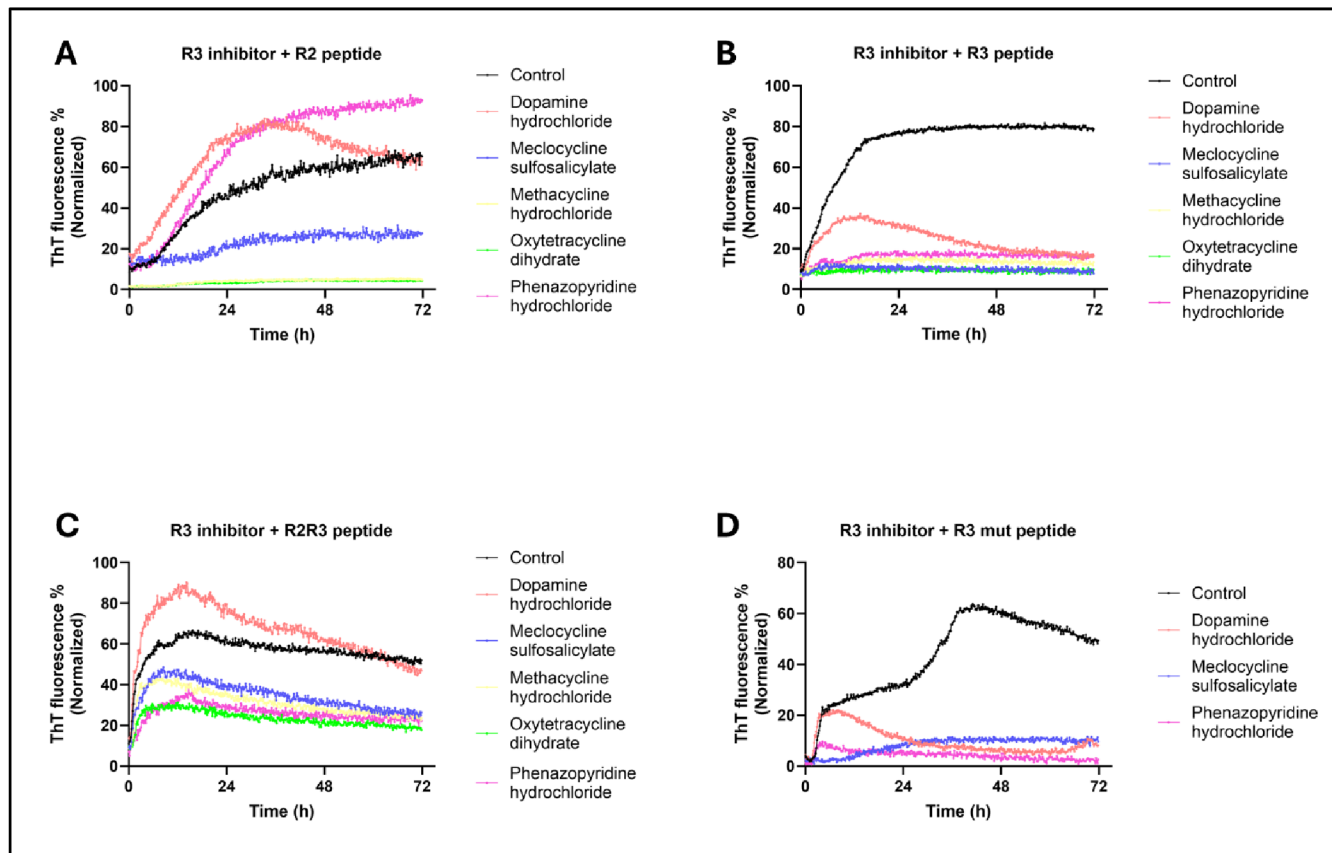 A
R3 inhibitor + R2 peptide
ThT fluorescence %
(Normalized)
100
80
60
40
20
0
0 24 48 72
Time (h)
Control
Dopamine
hydrochloride
Meclocycline
sulfosalicylate
Methacycline
hydrochloride
Oxytetracycline
dihydrate
Phenazopyridine
hydrochloride
B
R3 inhibitor + R3 peptide
ThT fluorescence %
(Normalized)
100
80
60
40
20
0
0 24 48 72
Time (h)
Control
Dopamine
hydrochloride
Meclocycline
sulfosalicylate
Methacycline
hydrochloride
Oxytetracycline
dihydrate
Phenazopyridine
hydrochloride
C
R3 inhibitor + R2R3 peptide
ThT fluorescence %
(Normalized)
100
80
60
40
20
0
0 24 48 72
Time (h)
Control
Dopamine
hydrochloride
Meclocycline
sulfosalicylate
Methacycline
hydrochloride
Oxytetracycline
dihydrate
Phenazopyridine
hydrochloride
D
R3 inhibitor + R3 mut peptide
ThT fluorescence %
(Normalized)
80
60
40
20
0
0 24 48 72
Time (h)
Control
Dopamine
hydrochloride
Meclocycline
sulfosalicylate
Phenazopyridine
hydrochloride